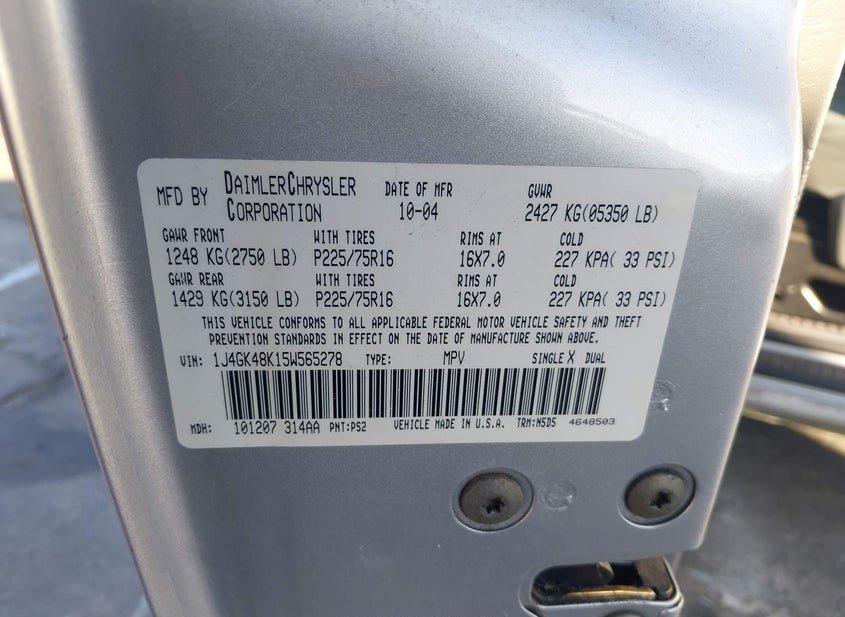 MFD BY DAIMLERCHRYSLER CORPORATION DATE OF MFR 10-04 GVWR 2427 KG(05350 LB)
GAWR FRONT WITH TIRES RIMS AT COLD
1248 KG(2750 LB) P225/75R16 16X7.0 227 KPA( 33 PSI)
GAWR REAR WITH TIRES RIMS AT COLD
1429 KG(3150 LB) P225/75R16 16X7.0 227 KPA( 33 PSI)
THIS VEHICLE CONFORMS TO ALL APPLICABLE FEDERAL MOTOR VEHICLE SAFETY AND THEFT
PREVENTION STANDARDS IN EFFECT ON THE DATE OF MANUFACTURE SHOWN ABOVE.
VIN: 1J4GK48K15W565278 TYPE: MPV SINGLE X DUAL
MDH: 101207 314AA PNT:PS2 VEHICLE MADE IN U.S.A. TRM:N5D5 4648503